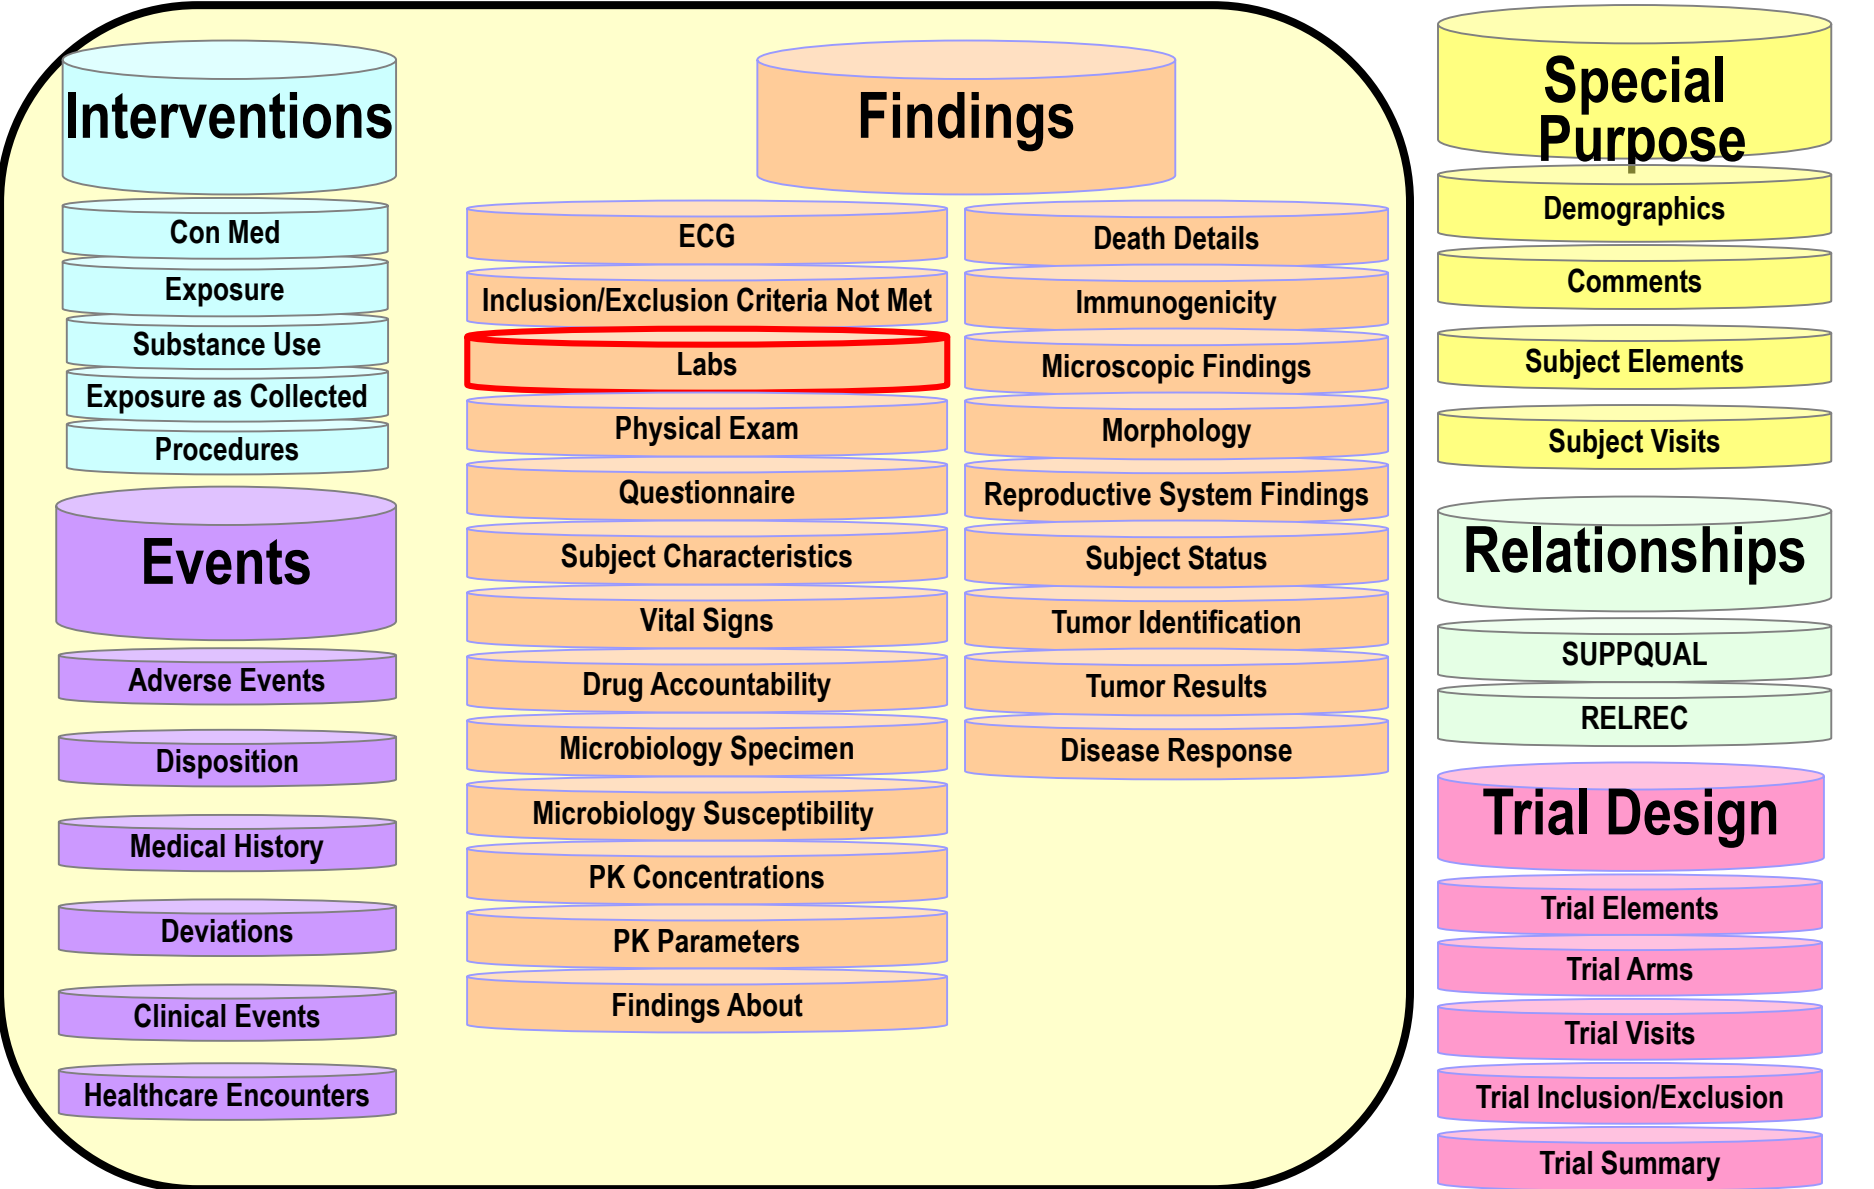 Interventions
Con Med
Exposure
Substance Use
Exposure as Collected
Procedures
Events
Adverse Events
Disposition
Medical History
Deviations
Clinical Events
Healthcare Encounters
Findings
ECG
Inclusion/Exclusion Criteria Not Met
Labs
Physical Exam
Questionnaire
Subject Characteristics
Vital Signs
Drug Accountability
Microbiology Specimen
Microbiology Susceptibility
PK Concentrations
PK Parameters
Findings About
Death Details
Immunogenicity
Microscopic Findings
Morphology
Reproductive System Findings
Subject Status
Tumor Identification
Tumor Results
Disease Response
Special
Purpose
Demographics
Comments
Subject Elements
Subject Visits
Relationships
SUPPQUAL
RELREC
Trial Design
Trial Elements
Trial Arms
Trial Visits
Trial Inclusion/Exclusion
Trial Summary